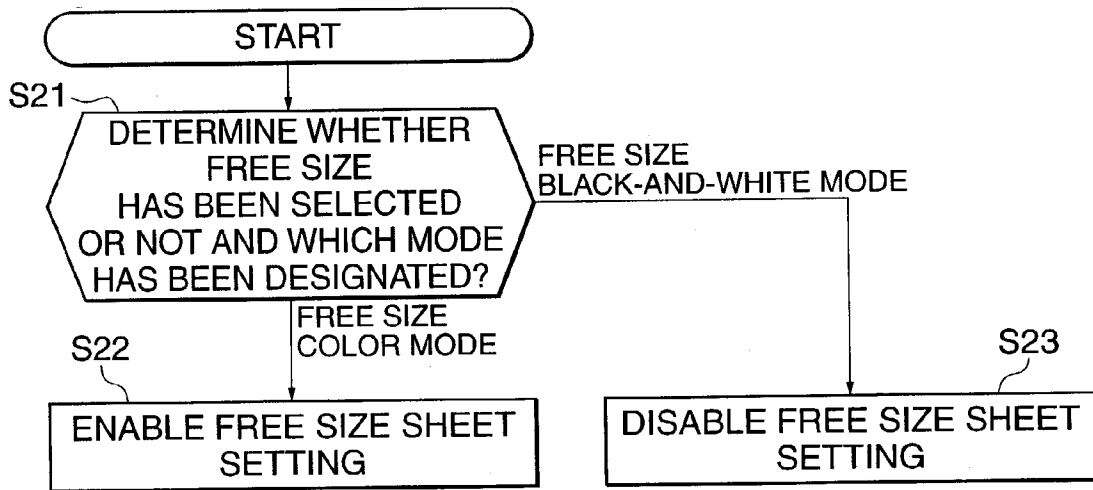 START
S21
DETERMINE WHETHER
FREE SIZE
HAS BEEN SELECTED
OR NOT AND WHICH MODE
HAS BEEN DESIGNATED?
FREE SIZE
BLACK-AND-WHITE MODE
FREE SIZE
COLOR MODE
S22
ENABLE FREE SIZE SHEET
SETTING
S23
DISABLE FREE SIZE SHEET
SETTING